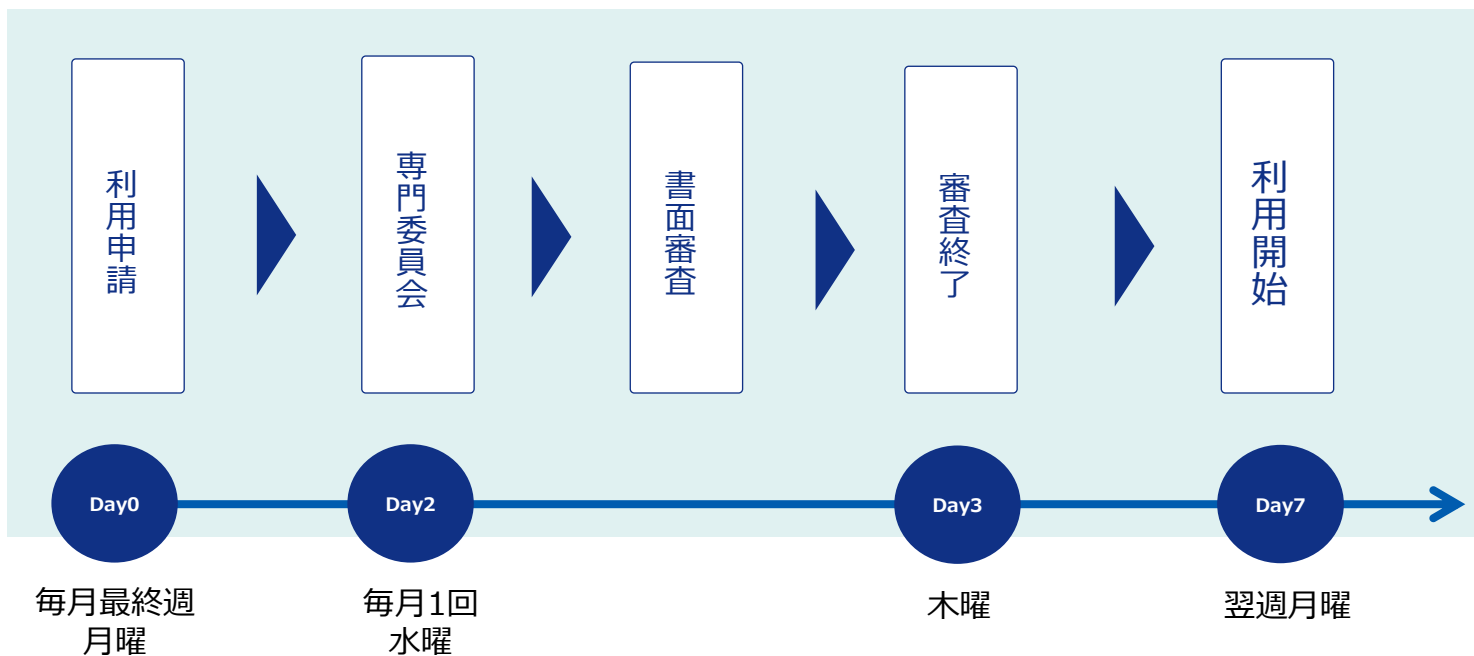 利用申請
専門委員会
書面審査
審査終了
利用開始
Day0
Day2
Day3
Day7
毎月最終週
月曜
毎月1回
水曜
木曜
翌週月曜